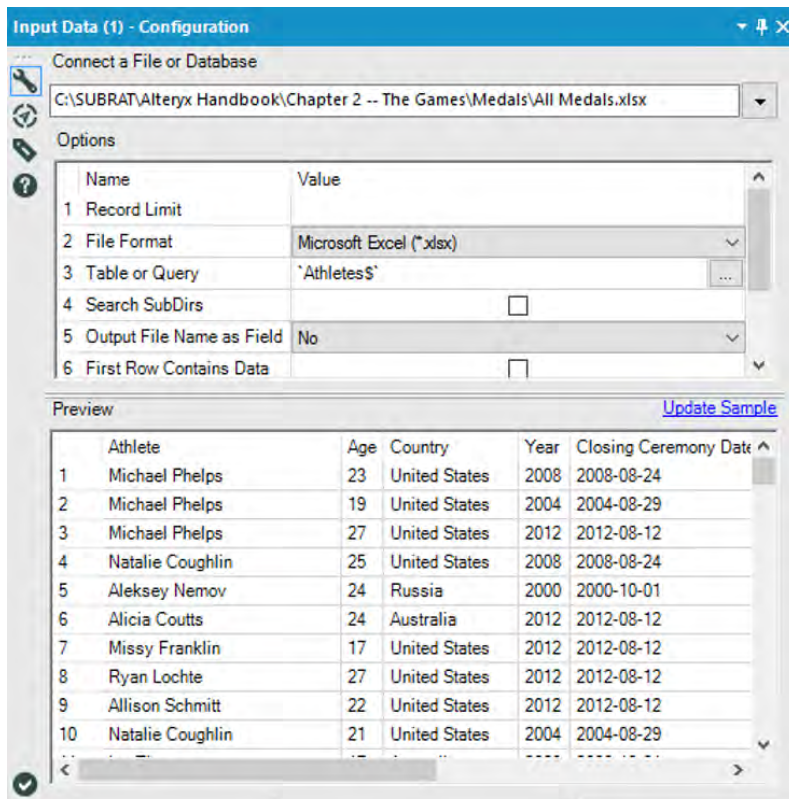 Input Data (1) - Configuration
Connect a File or Database
C:\SUBRAT\Alteryx Handbook\Chapter 2 -- The Games\Medals\All Medals.xlsx
Options
Name Value
1 Record Limit
2 File Format Microsoft Excel (*.xlsx)
3 Table or Query `Athletes$` ...
4 Search SubDirs
5 Output File Name as Field No
6 First Row Contains Data
Preview Update Sample
Athlete Age Country Year Closing Ceremony Date
1 Michael Phelps 23 United States 2008 2008-08-24
2 Michael Phelps 19 United States 2004 2004-08-29
3 Michael Phelps 27 United States 2012 2012-08-12
4 Natalie Coughlin 25 United States 2008 2008-08-24
5 Aleksey Nemov 24 Russia 2000 2000-10-01
6 Alicia Coutts 24 Australia 2012 2012-08-12
7 Missy Franklin 17 United States 2012 2012-08-12
8 Ryan Lochte 27 United States 2012 2012-08-12
9 Allison Schmitt 22 United States 2012 2012-08-12
10 Natalie Coughlin 21 United States 2004 2004-08-29